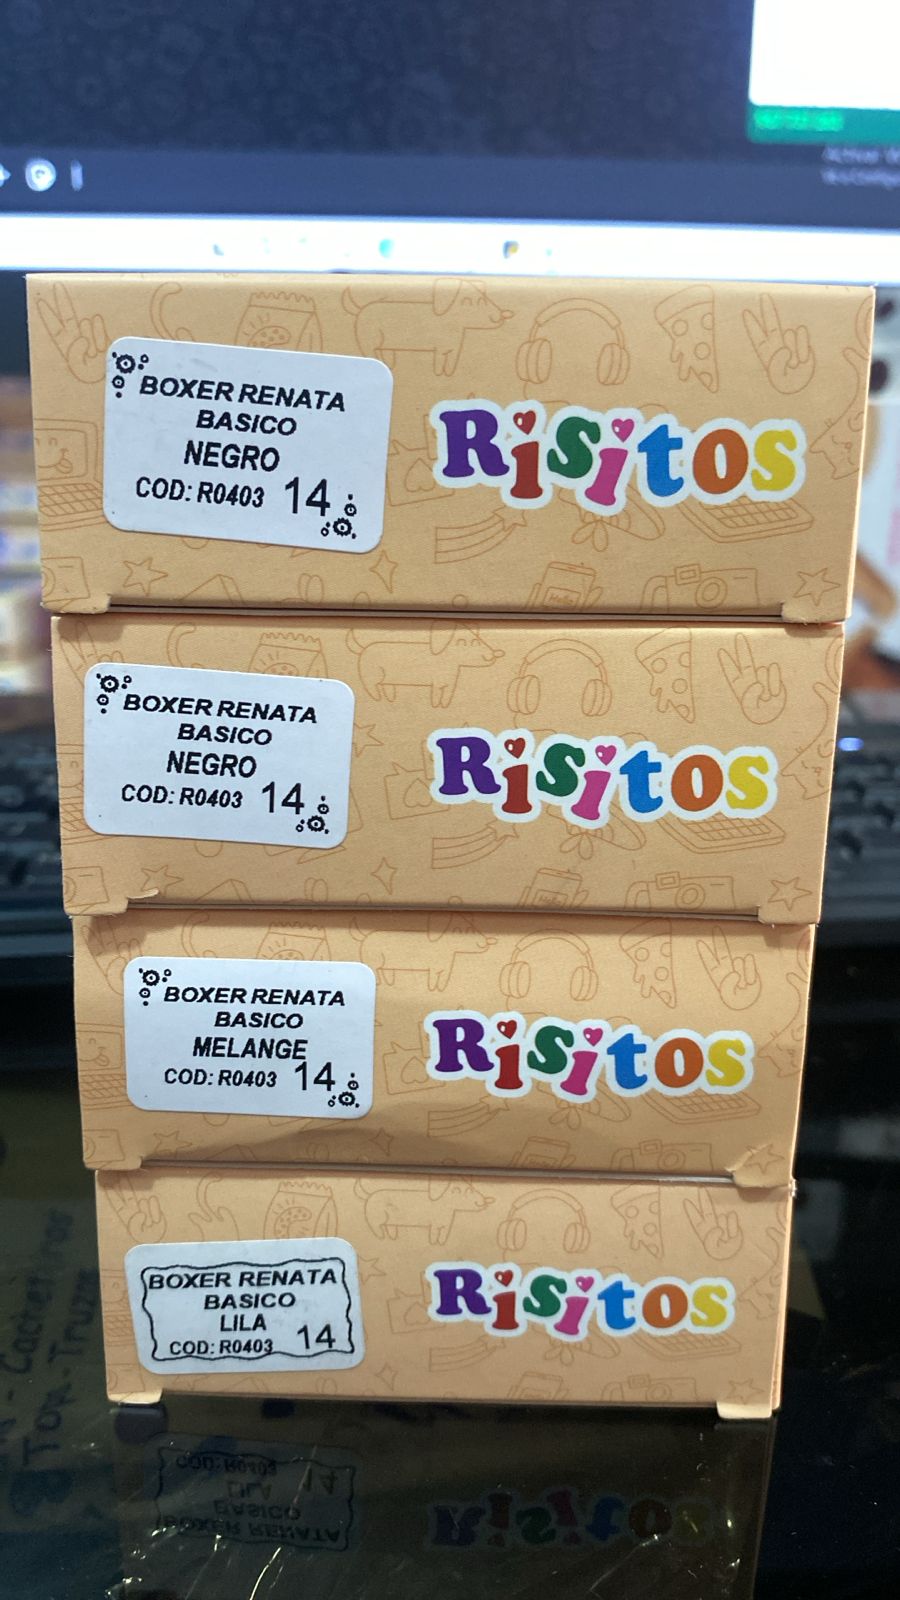 BOXER RENATA
BASICO
NEGRO
COD: R0403 14
Risitos
BOXER RENATA
BASICO
NEGRO
COD: R0403 14
Risitos
BOXER RENATA
BASICO
MELANGE
COD: R0403 14
Risitos
BOXER RENATA
BASICO
LILA
COD: R0403 14
Risitos